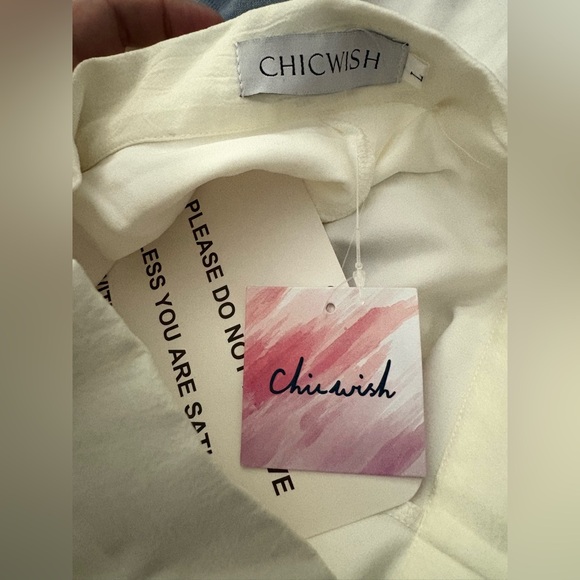 CHICWISH
L
PLEASE DO NOT
LESS YOU ARE SAT
Chicwish